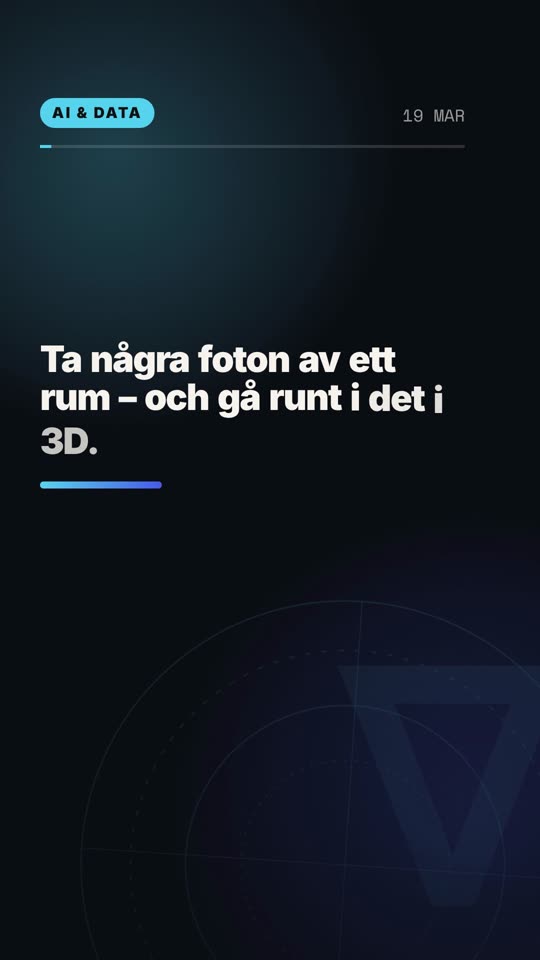 AI & DATA
19 MAR
Ta några foton av ett
rum – och gå runt i det i
3D.